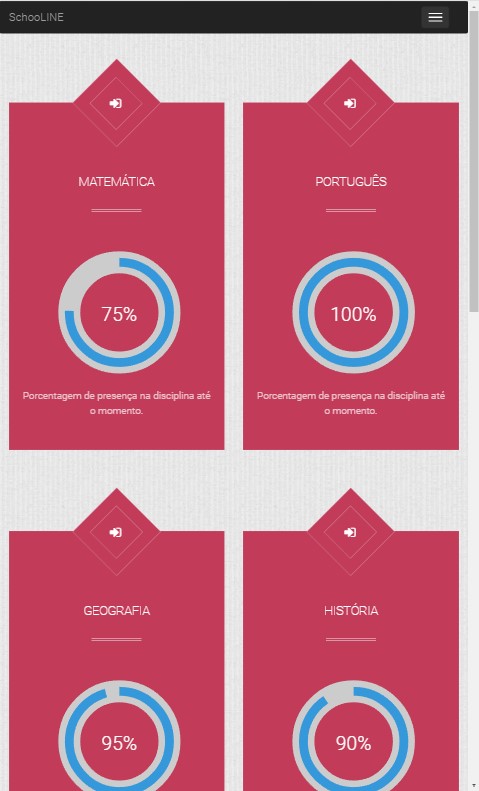 SchooLINE
MATEMÁTICA
75%
Porcentagem de presença na disciplina até
o momento.
PORTUGUÊS
100%
Porcentagem de presença na disciplina até
o momento.
GEOGRAFIA
95%
HISTÓRIA
90%